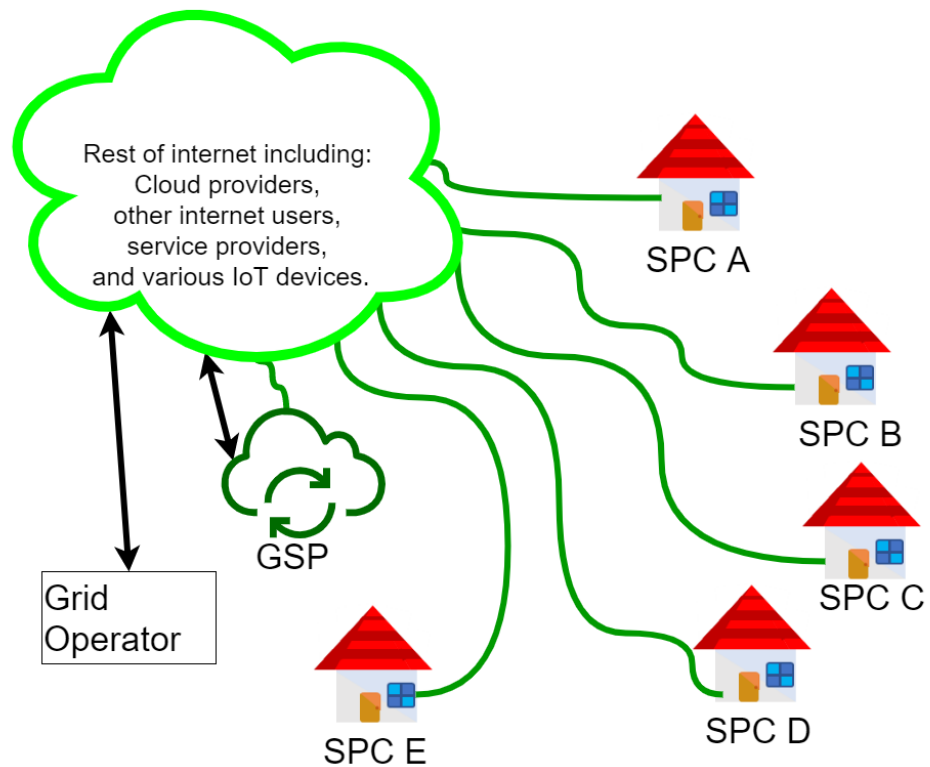 Rest of internet including:
Cloud providers,
other internet users,
service providers,
and various IoT devices.
SPC A
SPC B
SPC C
SPC D
SPC E
GSP
Grid
Operator